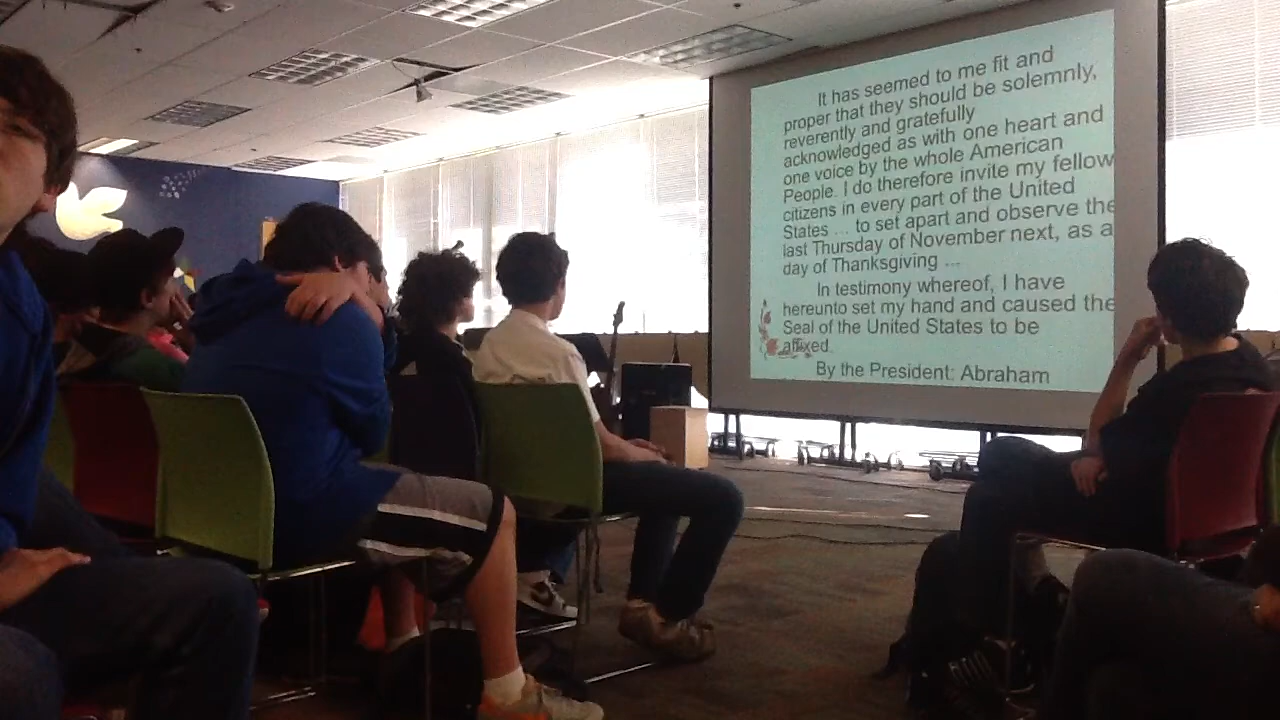 It has seemed to me fit and
proper that they should be solemnly,
reverently and gratefully
acknowledged as with one heart and
one voice by the whole American
People. I do therefore invite my fellow
citizens in every part of the United
States ... to set apart and observe the
last Thursday of November next, as a
day of Thanksgiving ...
In testimony whereof, I have
hereunto set my hand and caused the
Seal of the United States to be
affixed.
By the President: Abraham